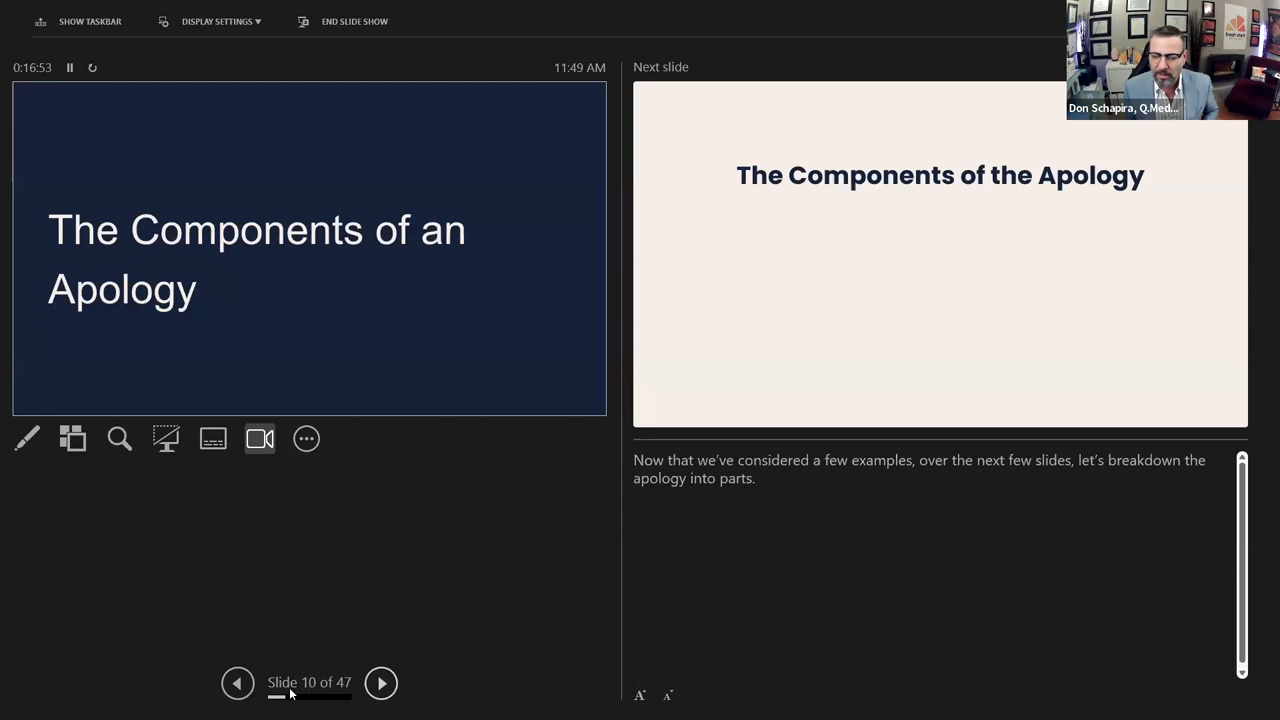 SHOW TASKBAR
DISPLAY SETTINGS ▼
END SLIDE SHOW
0:16:53
11:49 AM
The Components of an
Apology
Next slide
fresh start
Don Schapira, Q.Med...
The Components of the Apology
Now that we’ve considered a few examples, over the next few slides, let’s breakdown the
apology into parts.
Slide 10 of 47
A
A